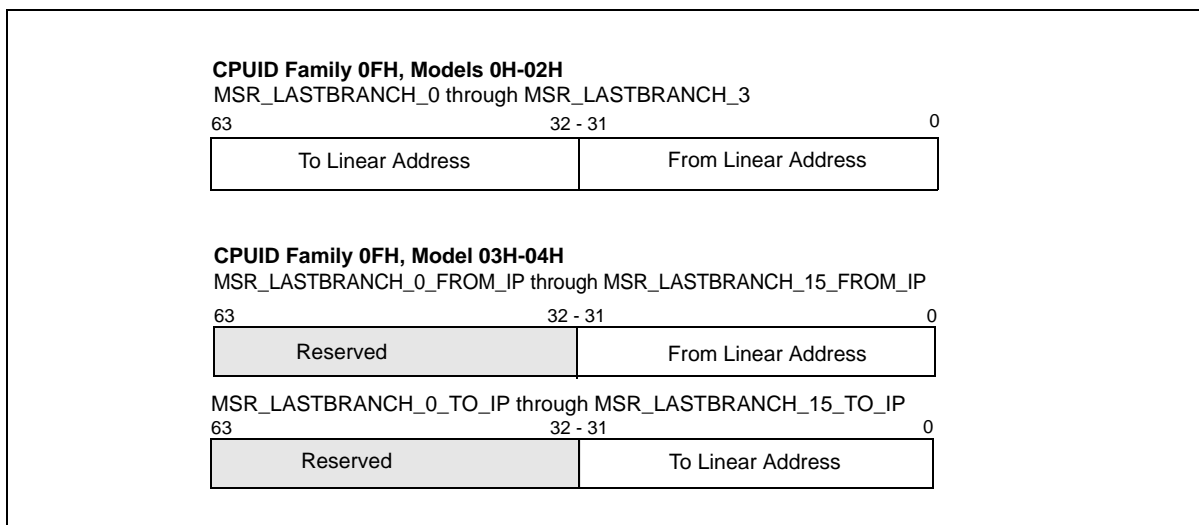 CPUID Family 0FH, Models 0H-02H
MSR_LASTBRANCH_0 through MSR_LASTBRANCH_3
63 32 - 31 0
To Linear Address From Linear Address
CPUID Family 0FH, Model 03H-04H
MSR_LASTBRANCH_0_FROM_IP through MSR_LASTBRANCH_15_FROM_IP
63 32 - 31 0
Reserved From Linear Address
MSR_LASTBRANCH_0_TO_IP through MSR_LASTBRANCH_15_TO_IP
63 32 - 31 0
Reserved To Linear Address